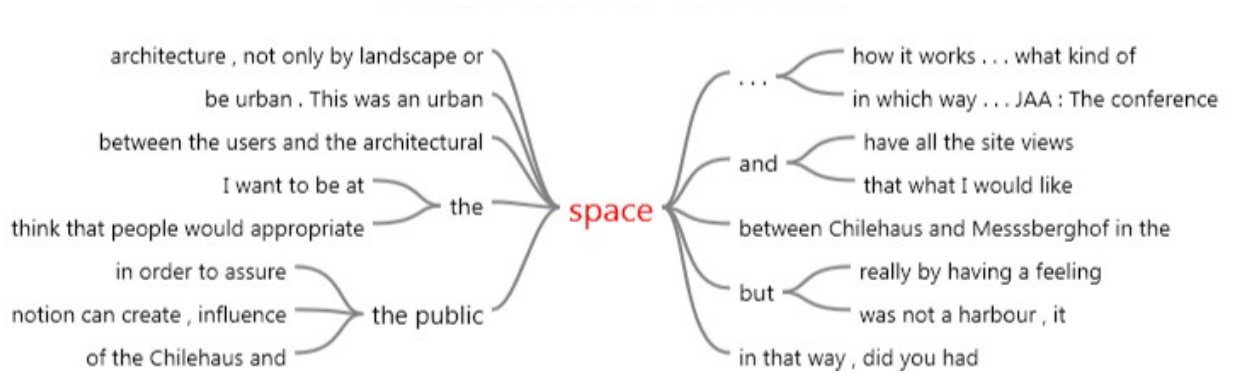 architecture , not only by landscape or
be urban . This was an urban
between the users and the architectural
I want to be at
think that people would appropriate
the
in order to assure
notion can create , influence
of the Chilehaus and
the public
space
. . .
how it works . . . what kind of
in which way . . . JAA : The conference
and
have all the site views
that what I would like
between Chilehaus and Messsberghof in the
but
really by having a feeling
was not a harbour , it
in that way , did you had